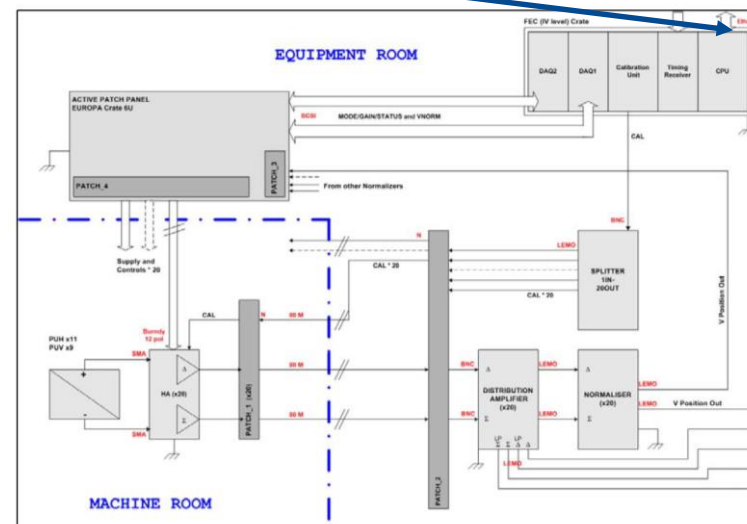 FEC (IV level) Crate
EQUIPMENT ROOM
DAQ2
DAQ1
Calibration
Unit
Timing
Receiver
CPU
ACTIVE PATCH PANEL
EUROPA Crate 6U
MODE/GAIN/STATUS and VNORM
CAL
PATCH_3
PATCH_4
From other Normalizers
BNC
N
LEMO
Supply and
Controls * 20
CAL * 20
SPLITTER
1IN-
20OUT
CAL * 20
V Position Out
CAL
N
80 M
Burndy
12 pol
PUH x11
PUV x9
SMA
+
-
Δ
HA (x20)
Σ
SMA
PATCH_1 (x20)
80 M
80 M
PATCH_2
BNC
BNC
Δ
DISTRIBUTION
AMPLIFIER
(x20)
Σ
LEMO
LEMO
Δ
NORMALISER
(x20)
Σ
LEMO
LEMO
V Position Out
LP
Σ
Σ
LP
Δ
Δ
LEMO
MACHINE ROOM